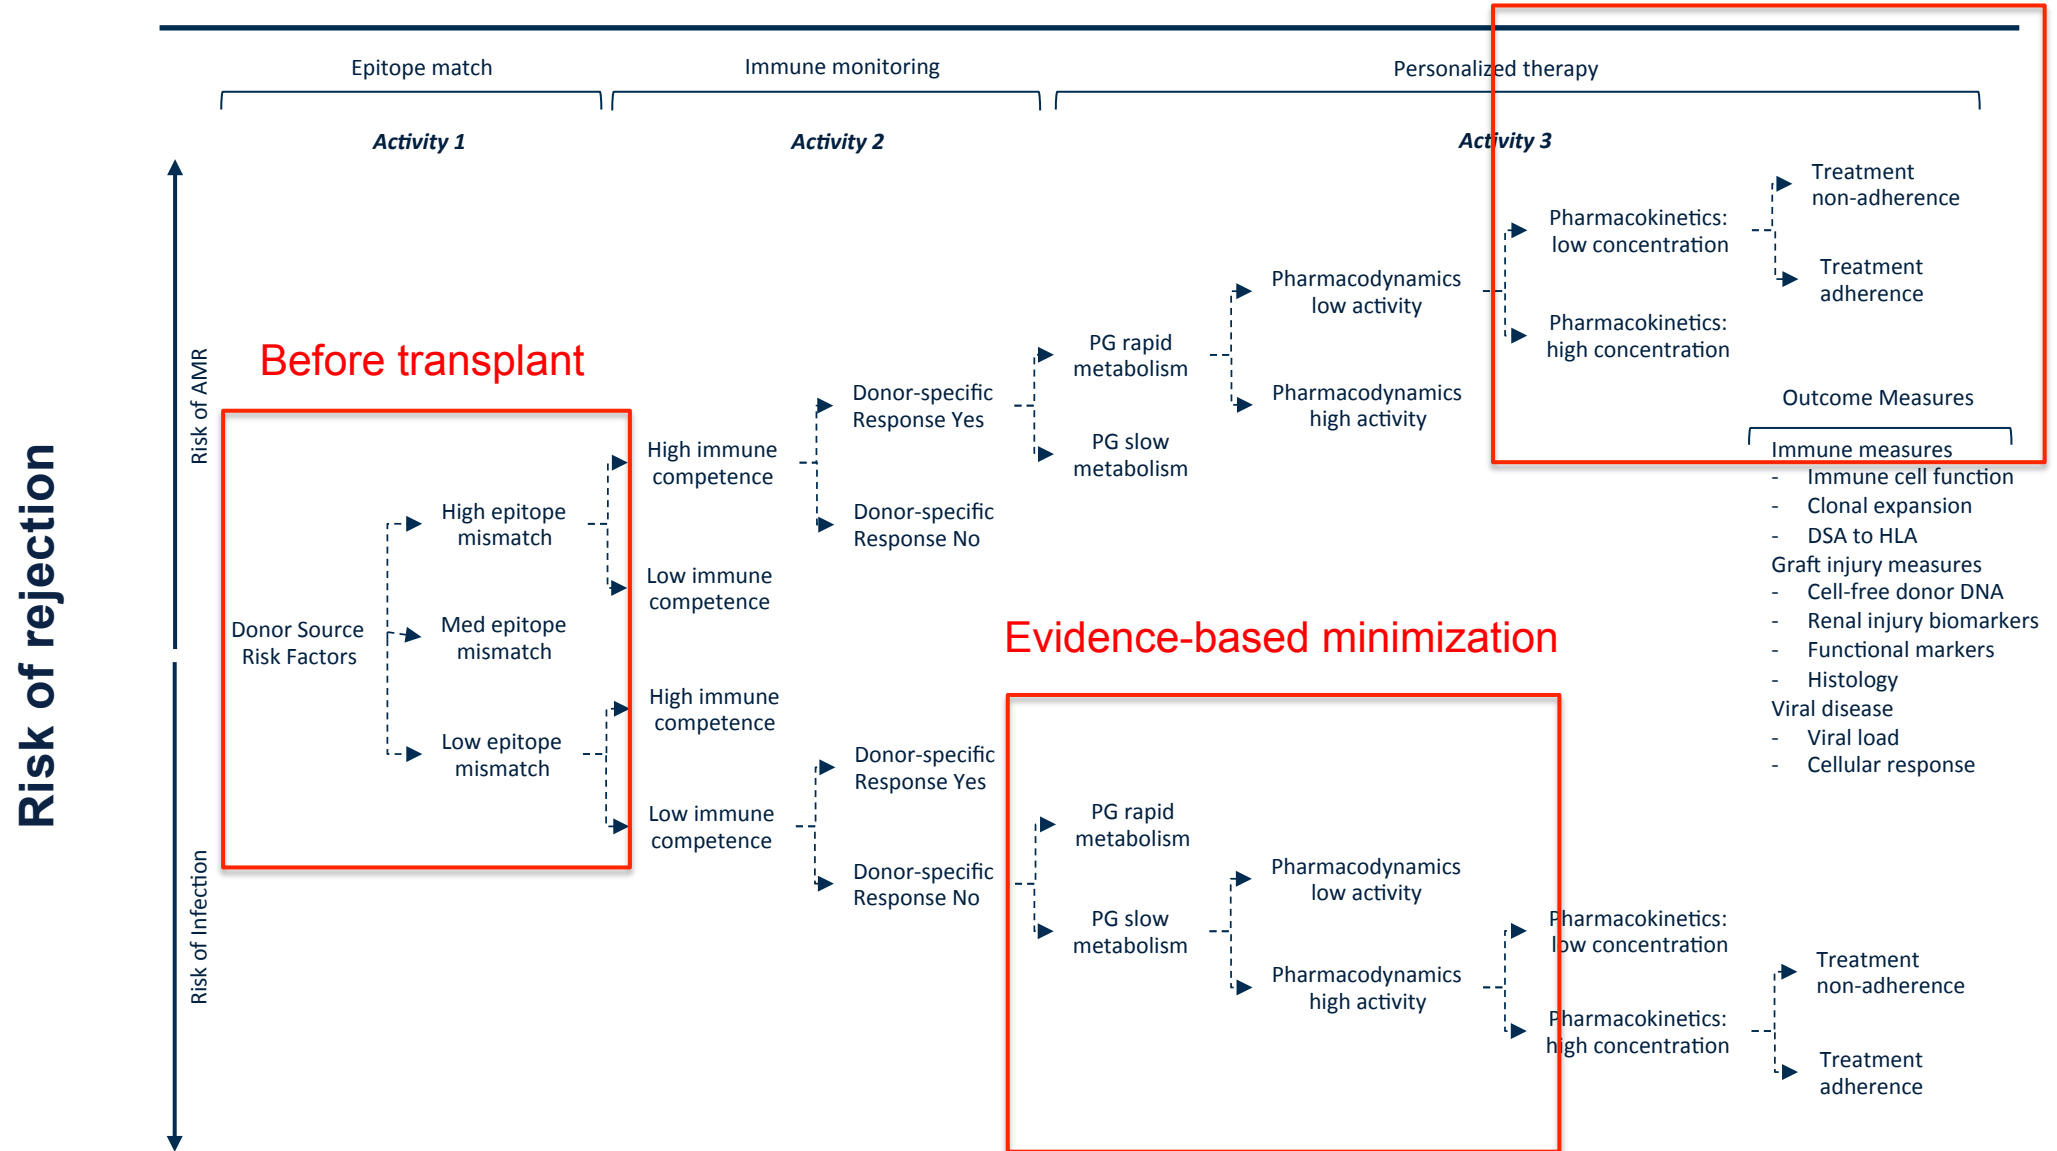 Epitope match
Immune monitoring
Personalized therapy
Activity 1
Activity 2
Activity 3
Risk of rejection
Risk of AMR
Risk of Infection
Before transplant
Donor Source
Risk Factors
High epitope
mismatch
Med epitope
mismatch
Low epitope
mismatch
High immune
competence
Low immune
competence
High immune
competence
Low immune
competence
Donor-specific
Response Yes
Donor-specific
Response No
Donor-specific
Response Yes
Donor-specific
Response No
PG rapid
metabolism
PG slow
metabolism
Pharmacodynamics
low activity
Pharmacodynamics
high activity
Pharmacokinetics:
low concentration
Pharmacokinetics:
high concentration
Treatment
non-adherence
Treatment
adherence
Evidence-based minimization
PG rapid
metabolism
PG slow
metabolism
Pharmacodynamics
low activity
Pharmacodynamics
high activity
Pharmacokinetics:
low concentration
Pharmacokinetics:
high concentration
Treatment
non-adherence
Treatment
adherence
Outcome Measures
Immune measures
- Immune cell function
- Clonal expansion
- DSA to HLA
Graft injury measures
- Cell-free donor DNA
- Renal injury biomarkers
- Functional markers
- Histology
Viral disease
- Viral load
- Cellular response